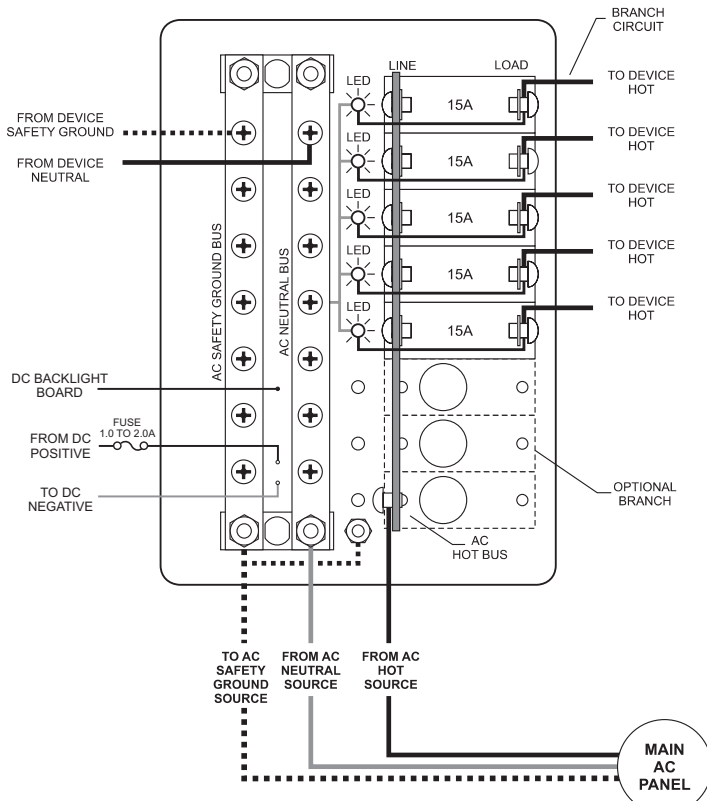 BRANCH
CIRCUIT
LINE
LOAD
LED
15A
TO DEVICE
HOT
FROM DEVICE
SAFETY GROUND
FROM DEVICE
NEUTRAL
LED
15A
TO DEVICE
HOT
LED
15A
TO DEVICE
HOT
LED
15A
TO DEVICE
HOT
LED
15A
TO DEVICE
HOT
AC SAFETY GROUND BUS
AC NEUTRAL BUS
DC BACKLIGHT
BOARD
FUSE
1.0 TO 2.0A
FROM DC
POSITIVE
TO DC
NEGATIVE
OPTIONAL
BRANCH
AC
HOT BUS
TO AC
SAFETY
GROUND
SOURCE
FROM AC
NEUTRAL
SOURCE
FROM AC
HOT
SOURCE
MAIN
AC
PANEL